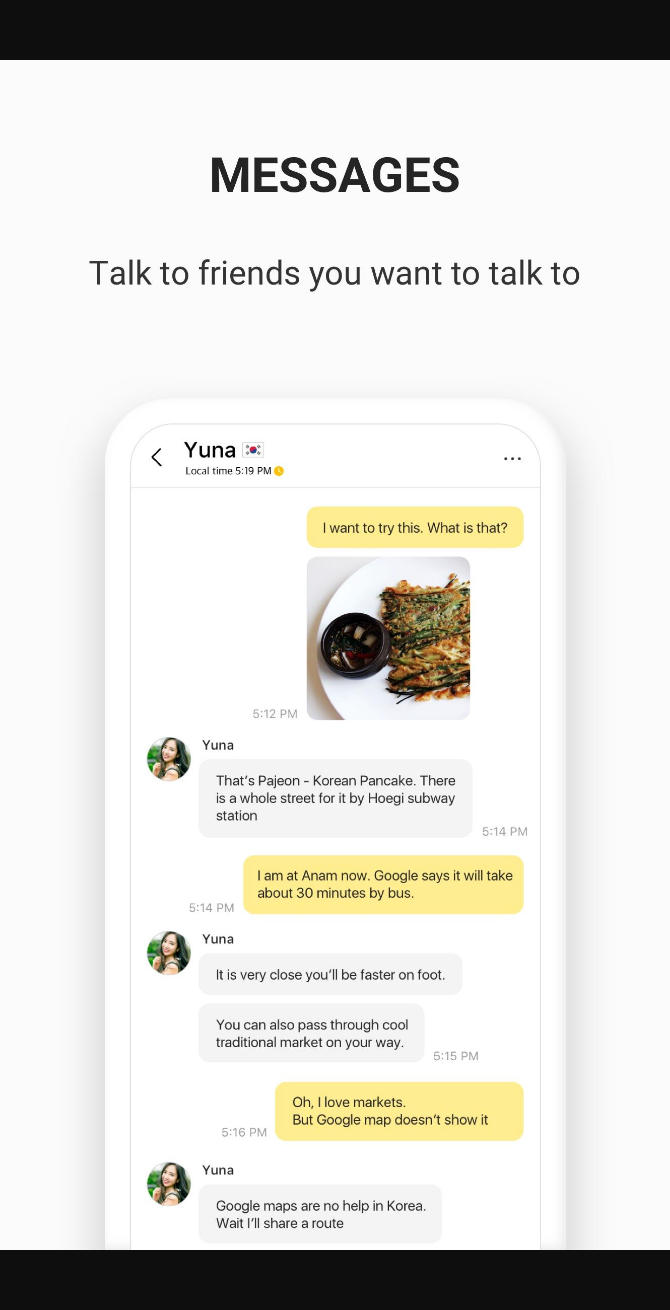 MESSAGES
Talk to friends you want to talk to
Yuna 🇰🇷
Local time 5:19 PM
I want to try this. What is that?
5:12 PM
Yuna
That's Pajeon - Korean Pancake. There
is a whole street for it by Hoegi subway
station
5:14 PM
I am at Anam now. Google says it will take
about 30 minutes by bus.
5:14 PM
Yuna
It is very close you'll be faster on foot.
You can also pass through cool
traditional market on your way.
5:15 PM
Oh, I love markets.
But Google map doesn't show it
5:16 PM
Yuna
Google maps are no help in Korea.
Wait I'll share a route